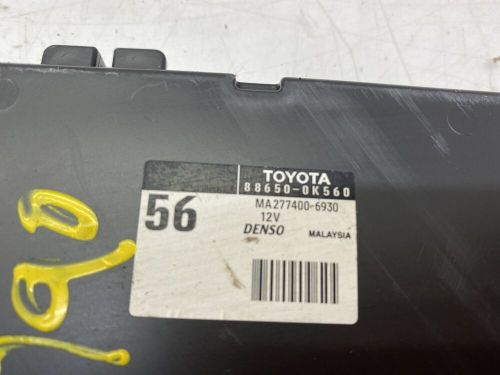 TOYOTA
88650-0K560
56
MA277400-6930
12V
DENSO MALAYSIA